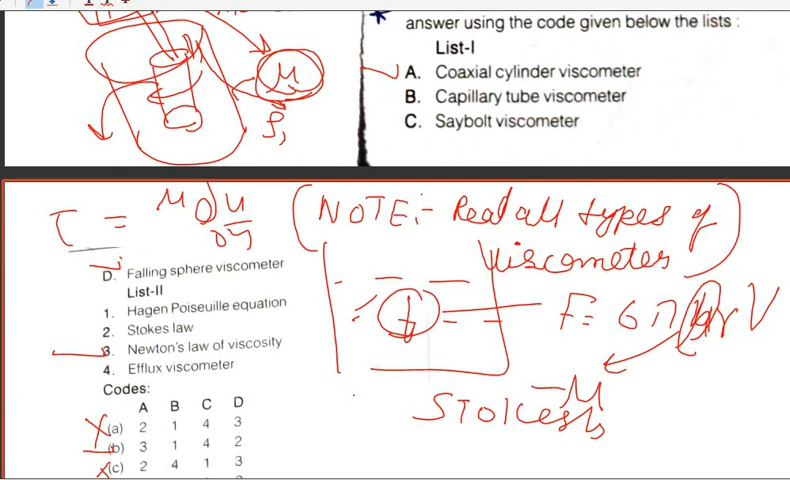 answer using the code given below the lists :
List-I
A. Coaxial cylinder viscometer
B. Capillary tube viscometer
C. Saybolt viscometer
μ
ρ,
τ = μ ∂u/∂y
(NOTE:- Read all types of
viscometers)
D. Falling sphere viscometer
List-II
1. Hagen Poiseuille equation
2. Stokes law
3. Newton's law of viscosity
4. Efflux viscometer
F = 6π μ r V
μ
STOKES
Codes:
A B C D
(a) 2 1 4 3
(b) 3 1 4 2
(c) 2 4 1 3